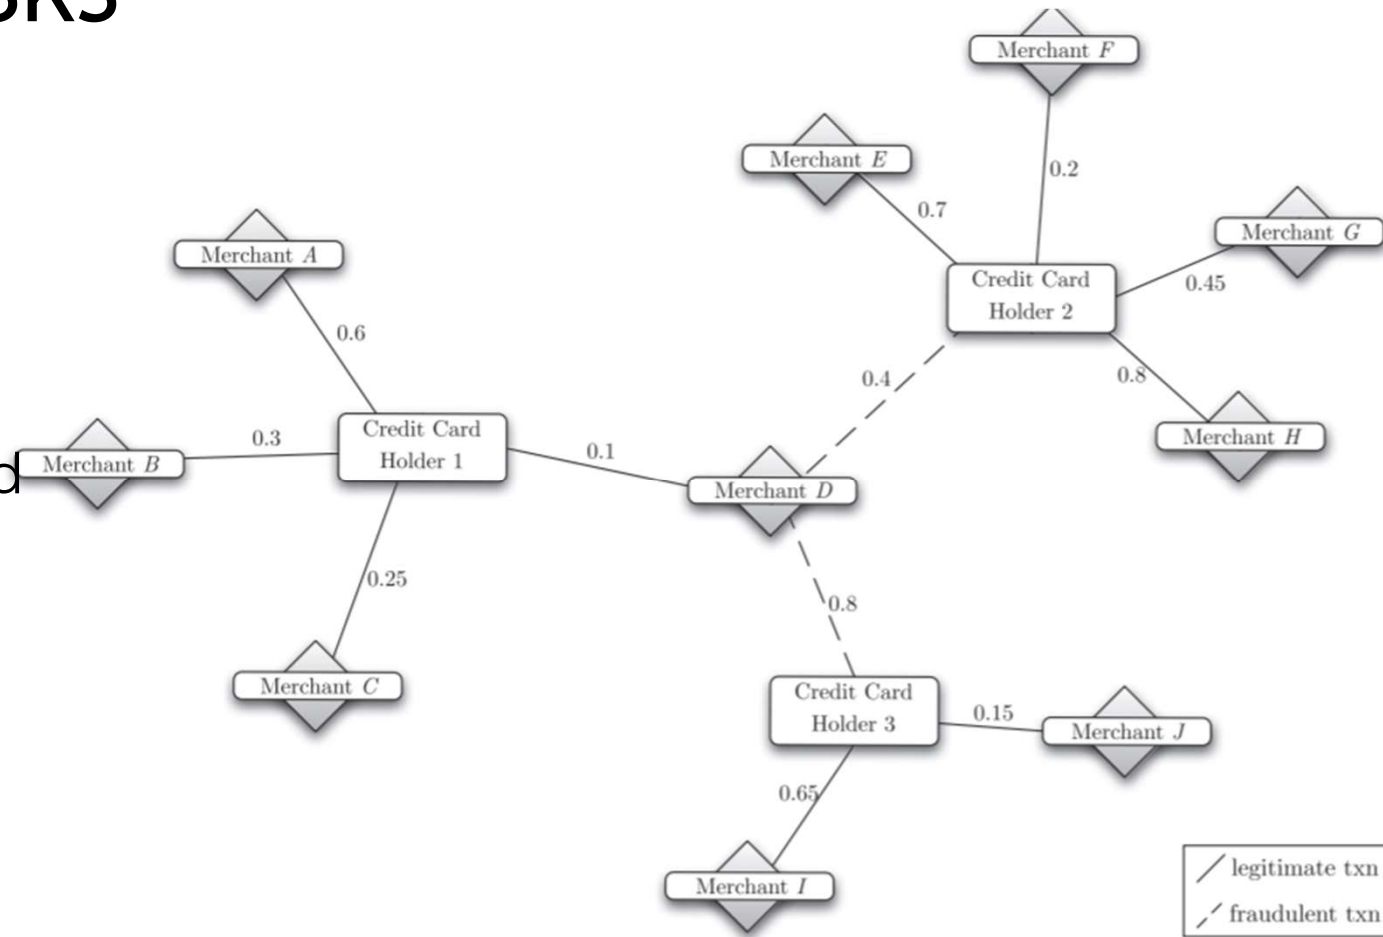 Merchant F
Merchant E
0.2
0.7
Merchant G
Merchant A
Credit Card
Holder 2
0.45
0.6
0.4
0.8
Credit Card
Holder 1
Merchant H
0.3
0.1
Merchant B
Merchant D
0.25
0.8
Merchant C
Credit Card
Holder 3
0.15
Merchant J
0.65
Merchant I
legitimate txn
fraudulent txn